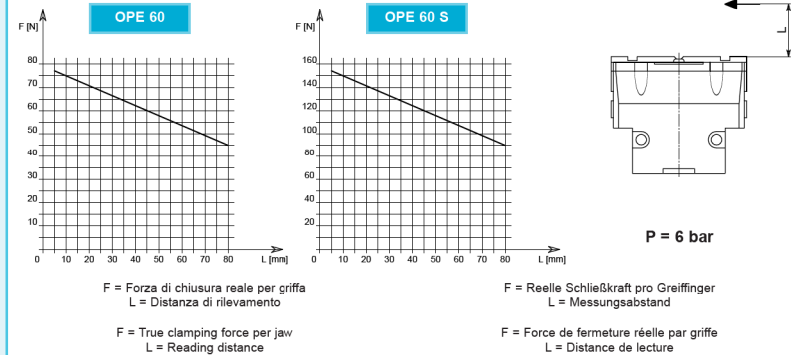 OPE 60
F [N]
80
70
60
50
40
30
20
10
0 10 20 30 40 50 60 70 80
L [mm]
OPE 60 S
F [N]
160
140
120
100
80
60
40
20
0 10 20 30 40 50 60 70 80
L [mm]
L
P = 6 bar
F = Forza di chiusura reale per griffa
L = Distanza di rilevamento
F = True clamping force per jaw
L = Reading distance
F = Reelle Schließkraft pro Greiffinger
L = Messungsabstand
F = Force de fermeture réelle par griffe
L = Distance de lecture